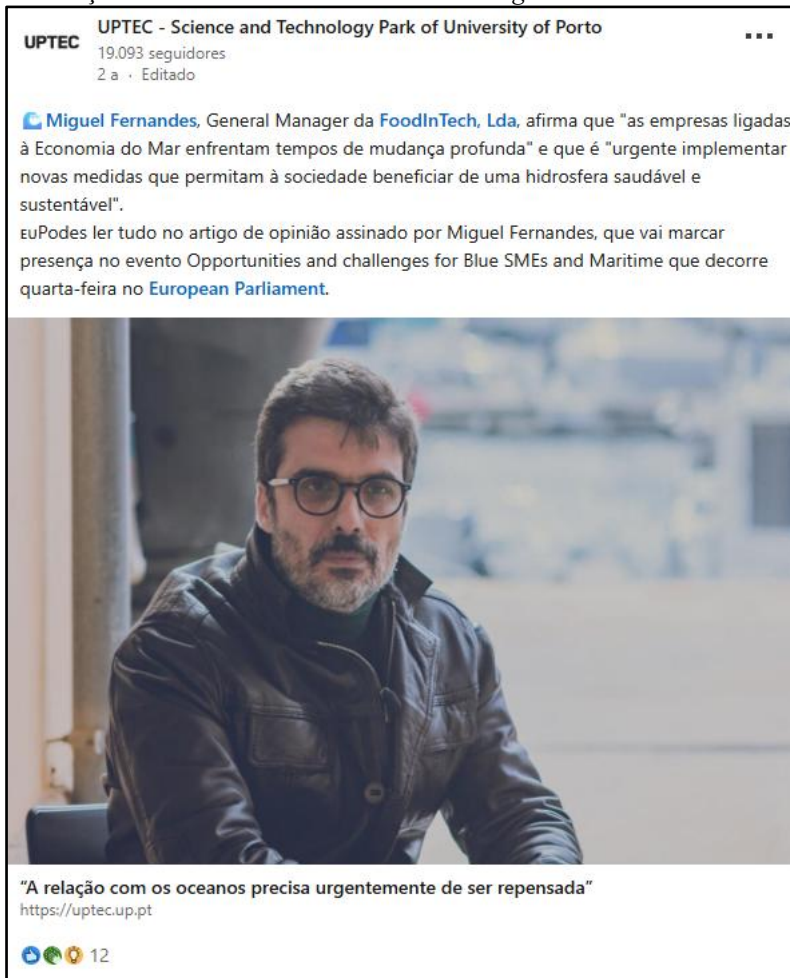 UPTEC
UPTEC - Science and Technology Park of University of Porto
19.093 seguidores
2 a · Editado
Miguel Fernandes, General Manager da FoodInTech, Lda, afirma que "as empresas ligadas
à Economia do Mar enfrentam tempos de mudança profunda" e que é "urgente implementar
novas medidas que permitam à sociedade beneficiar de uma hidrosfera saudável e
sustentável".
EUPodes ler tudo no artigo de opinião assinado por Miguel Fernandes, que vai marcar
presença no evento Opportunities and challenges for Blue SMEs and Maritime que decorre
quarta-feira no European Parliament.
"A relação com os oceanos precisa urgentemente de ser repensada"
https://uptec.up.pt
12